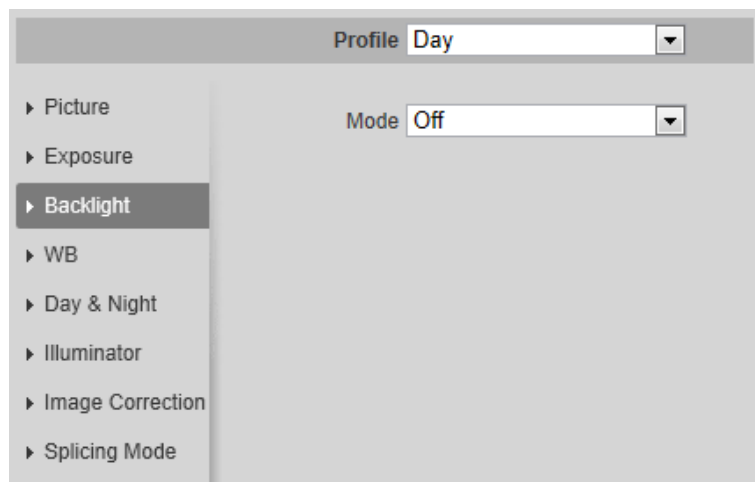 Profile Day
Picture
Mode Off
Exposure
Backlight
WB
Day & Night
Illuminator
Image Correction
Splicing Mode